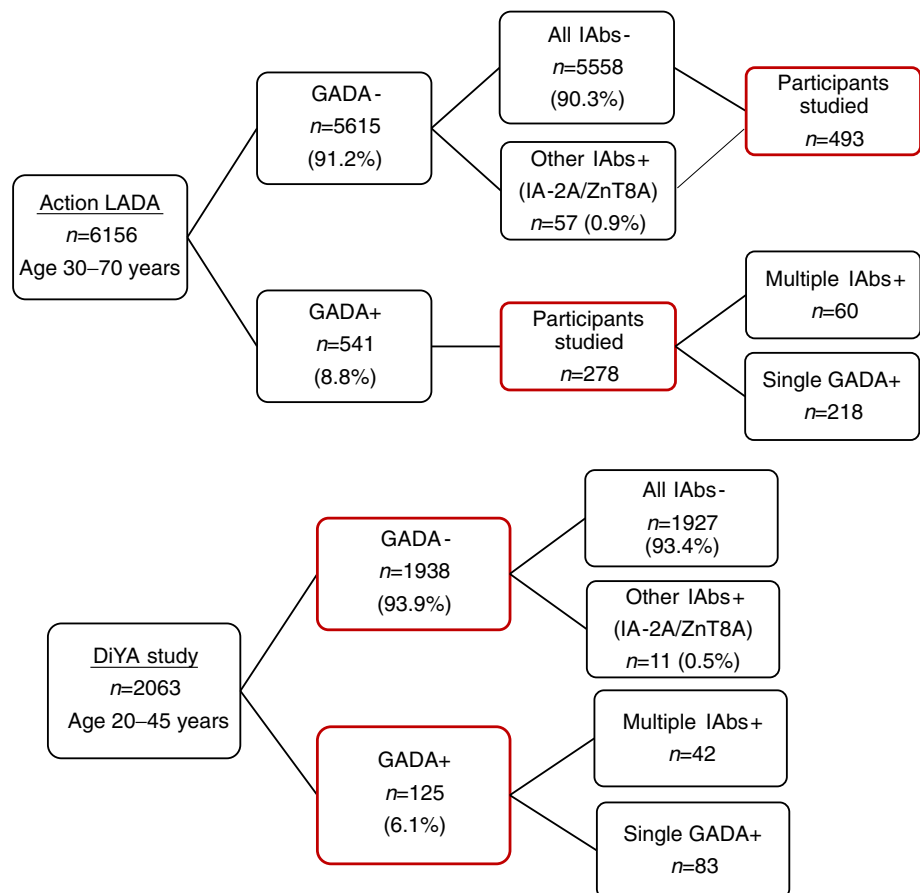 Action LADA
n=6156
Age 30–70 years
GADA-
n=5615
(91.2%)
All IAbs-
n=5558
(90.3%)
Other IAbs+
(IA-2A/ZnT8A)
n=57 (0.9%)
Participants
studied
n=493
GADA+
n=541
(8.8%)
Participants
studied
n=278
Multiple IAbs+
n=60
Single GADA+
n=218
DiYA study
n=2063
Age 20–45 years
GADA-
n=1938
(93.9%)
All IAbs-
n=1927
(93.4%)
Other IAbs+
(IA-2A/ZnT8A)
n=11 (0.5%)
GADA+
n=125
(6.1%)
Multiple IAbs+
n=42
Single GADA+
n=83